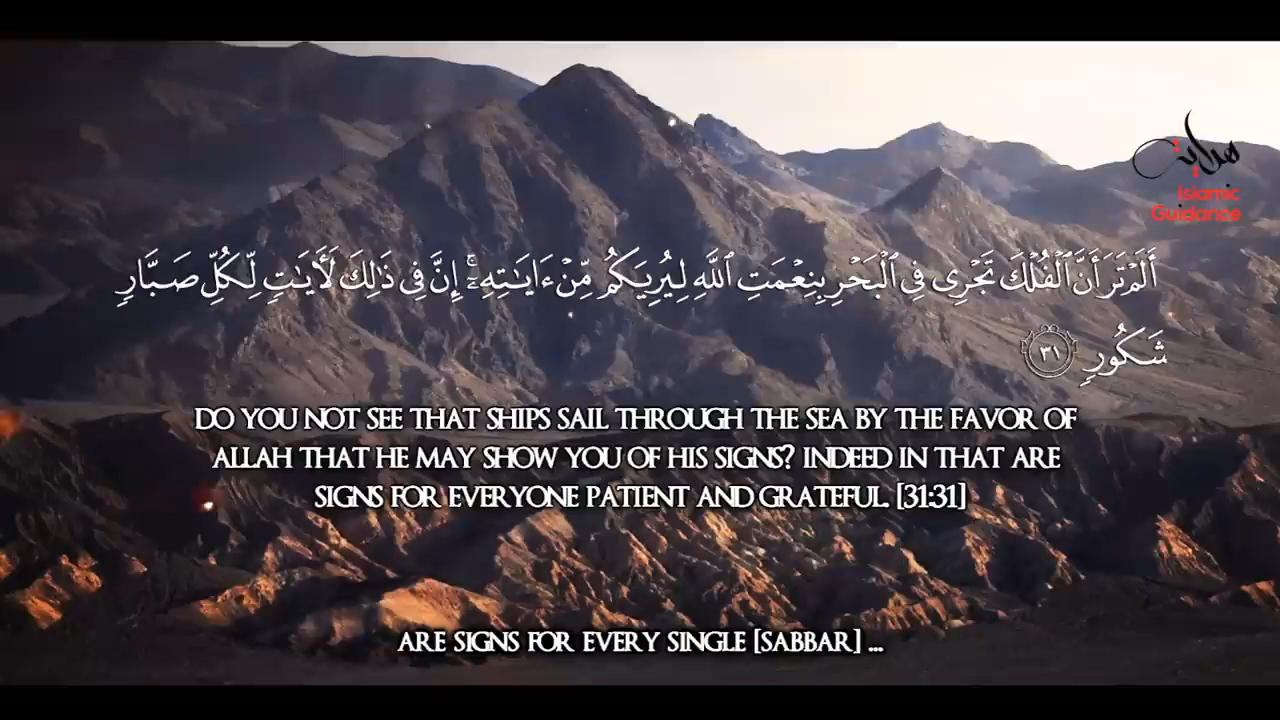 هداية
Islamic
Guidance
أَلَمْ تَرَ أَنَّ ٱلْفُلْكَ تَجْرِى فِى ٱلْبَحْرِ بِنِعْمَتِ ٱللَّهِ لِيُرِيَكُم مِّنْ ءَايَـٰتِهِۦٓ ۚ إِنَّ فِى ذَٰلِكَ لَـَٔايَـٰتٍ لِّكُلِّ صَبَّارٍ
شَكُورٍ ٣١
DO YOU NOT SEE THAT SHIPS SAIL THROUGH THE SEA BY THE FAVOR OF
ALLAH THAT HE MAY SHOW YOU OF HIS SIGNS? INDEED IN THAT ARE
SIGNS FOR EVERYONE PATIENT AND GRATEFUL. [31:31]
ARE SIGNS FOR EVERY SINGLE [SABBAR] ...